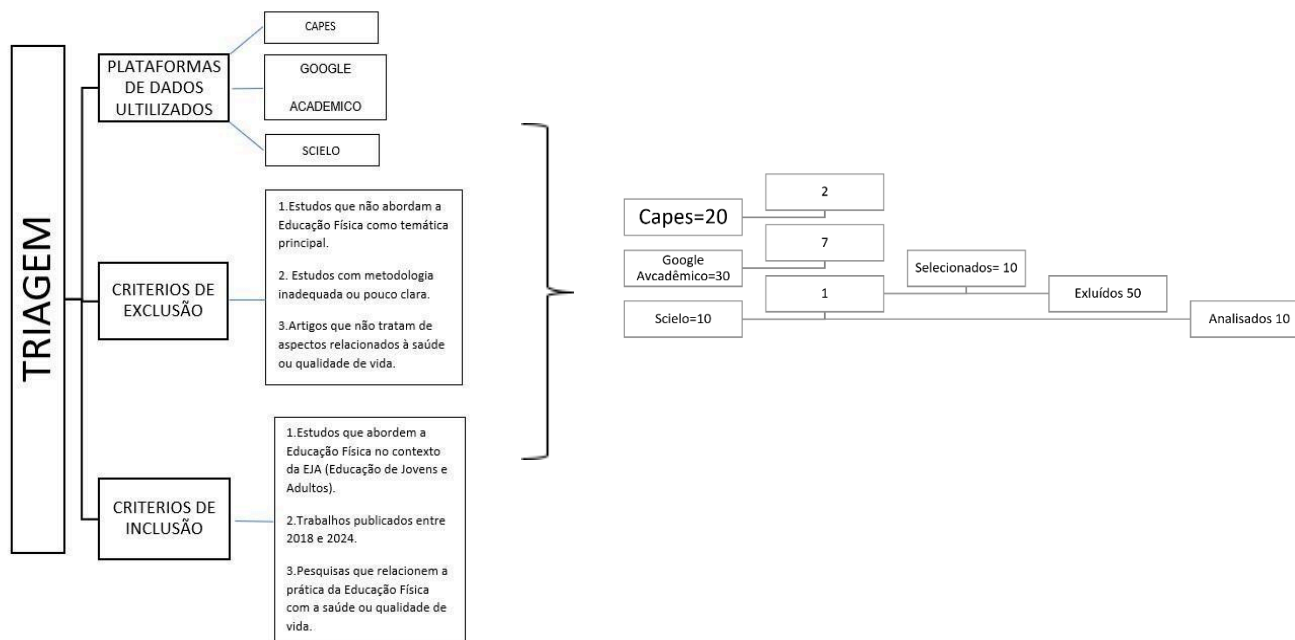 TRIAGEM
PLATAFORMAS
DE DADOS
ULTILIZADOS
CAPES
GOOGLE
ACADEMICO
SCIELO
CRITERIOS DE
EXCLUSÃO
1.Estudos que não abordam a
Educação Física como temática
principal.
2. Estudos com metodologia
inadequada ou pouco clara.
3.Artigos que não tratam de
aspectos relacionados à saúde
ou qualidade de vida.
CRITERIOS DE
INCLUSÃO
1.Estudos que abordem a
Educação Física no contexto
da EJA (Educação de Jovens e
Adultos).
2.Trabalhos publicados entre
2018 e 2024.
3.Pesquisas que relacionem a
prática da Educação Física
com a saúde ou qualidade de
vida.
Capes=20
2
Google
Avcadêmico=30
7
Scielo=10
1
Selecionados= 10
Exluídos 50
Analisados 10